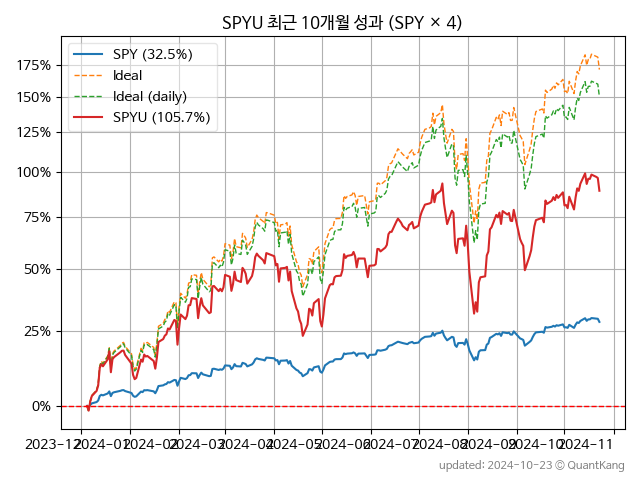 SPYU 최근 10개월 성과 (SPY × 4)
SPY (32.5%)
Ideal
Ideal (daily)
SPYU (105.7%)
175%
150%
125%
100%
75%
50%
25%
0%
2023-12 2024-01 2024-02 2024-03 2024-04 2024-05 2024-06 2024-07 2024-08 2024-09 2024-10 2024-11
updated: 2024-10-23 © QuantKang